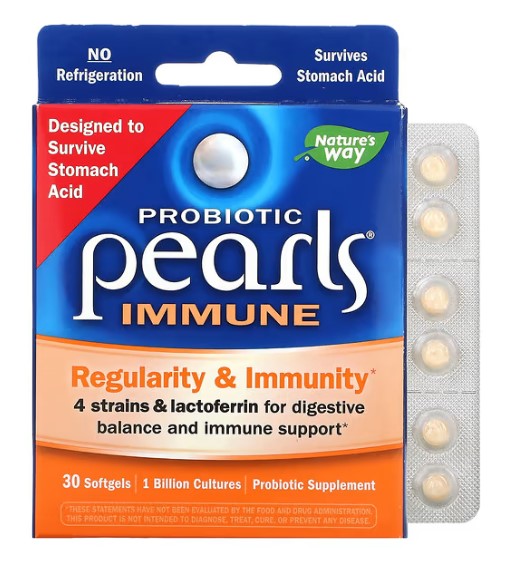 NO
Refrigeration
Survives
Stomach Acid
Designed to
Survive
Stomach
Acid
Nature's
Way
PROBIOTIC
pearls®
IMMUNE
Regularity & Immunity*
4 strains & lactoferrin for digestive
balance and immune support*
30 Softgels | 1 Billion Cultures | Probiotic Supplement
*THESE STATEMENTS HAVE NOT BEEN EVALUATED BY THE FOOD AND DRUG ADMINISTRATION.
THIS PRODUCT IS NOT INTENDED TO DIAGNOSE, TREAT, CURE, OR PREVENT ANY DISEASE.